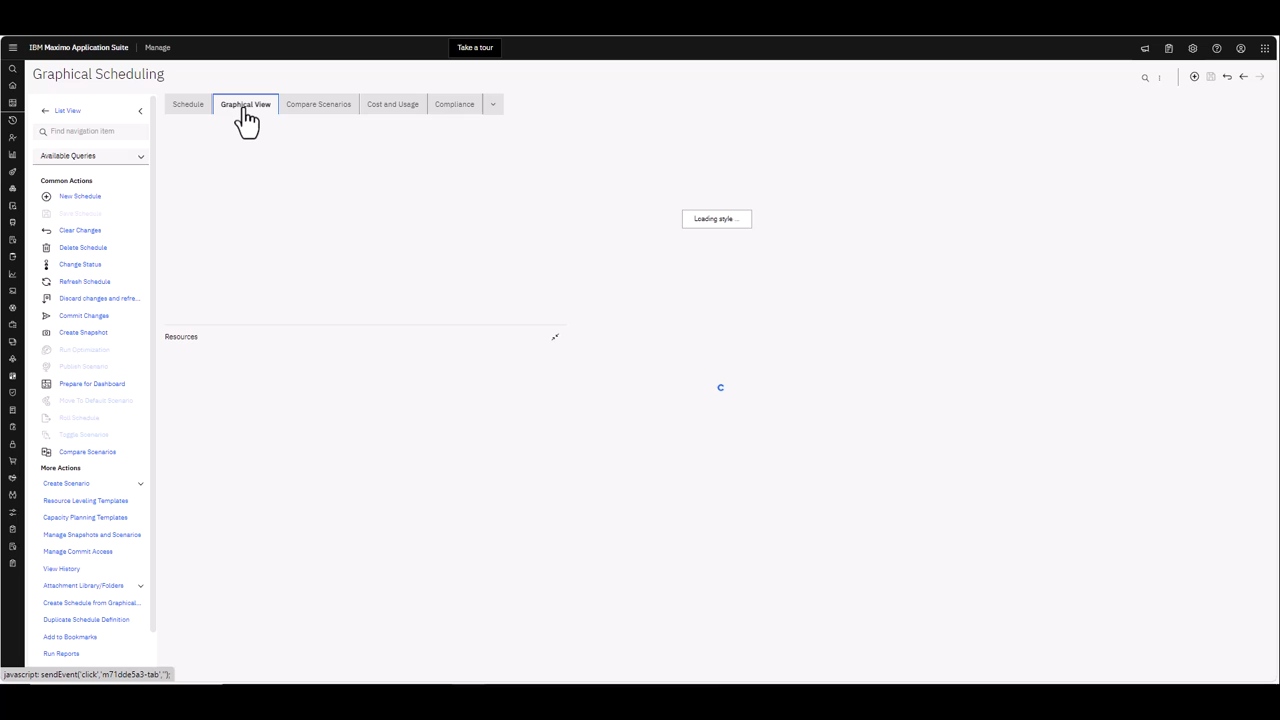 IBM Maximo Application Suite Manage Take a tour
Graphical Scheduling
Schedule Graphical View Compare Scenarios Cost and Usage Compliance
List View
Find navigation item
Available Queries
Common Actions
New Schedule
Save Schedule
Clear Changes
Delete Schedule
Change Status
Refresh Schedule
Discard changes and refre...
Commit Changes
Create Snapshot
Run Optimization
Publish Scenario
Prepare for Dashboard
Move To Default Scenario
Roll Schedule
Toggle Scenarios
Compare Scenarios
More Actions
Create Scenario
Resource Leveling Templates
Capacity Planning Templates
Manage Snapshots and Scenarios
Manage Commit Access
View History
Attachment Library/Folders
Create Schedule from Graphical...
Duplicate Schedule Definition
Add to Bookmarks
Run Reports
Loading style ...
Resources
javascript: sendEvent('click','m71dde5a3-tab','');